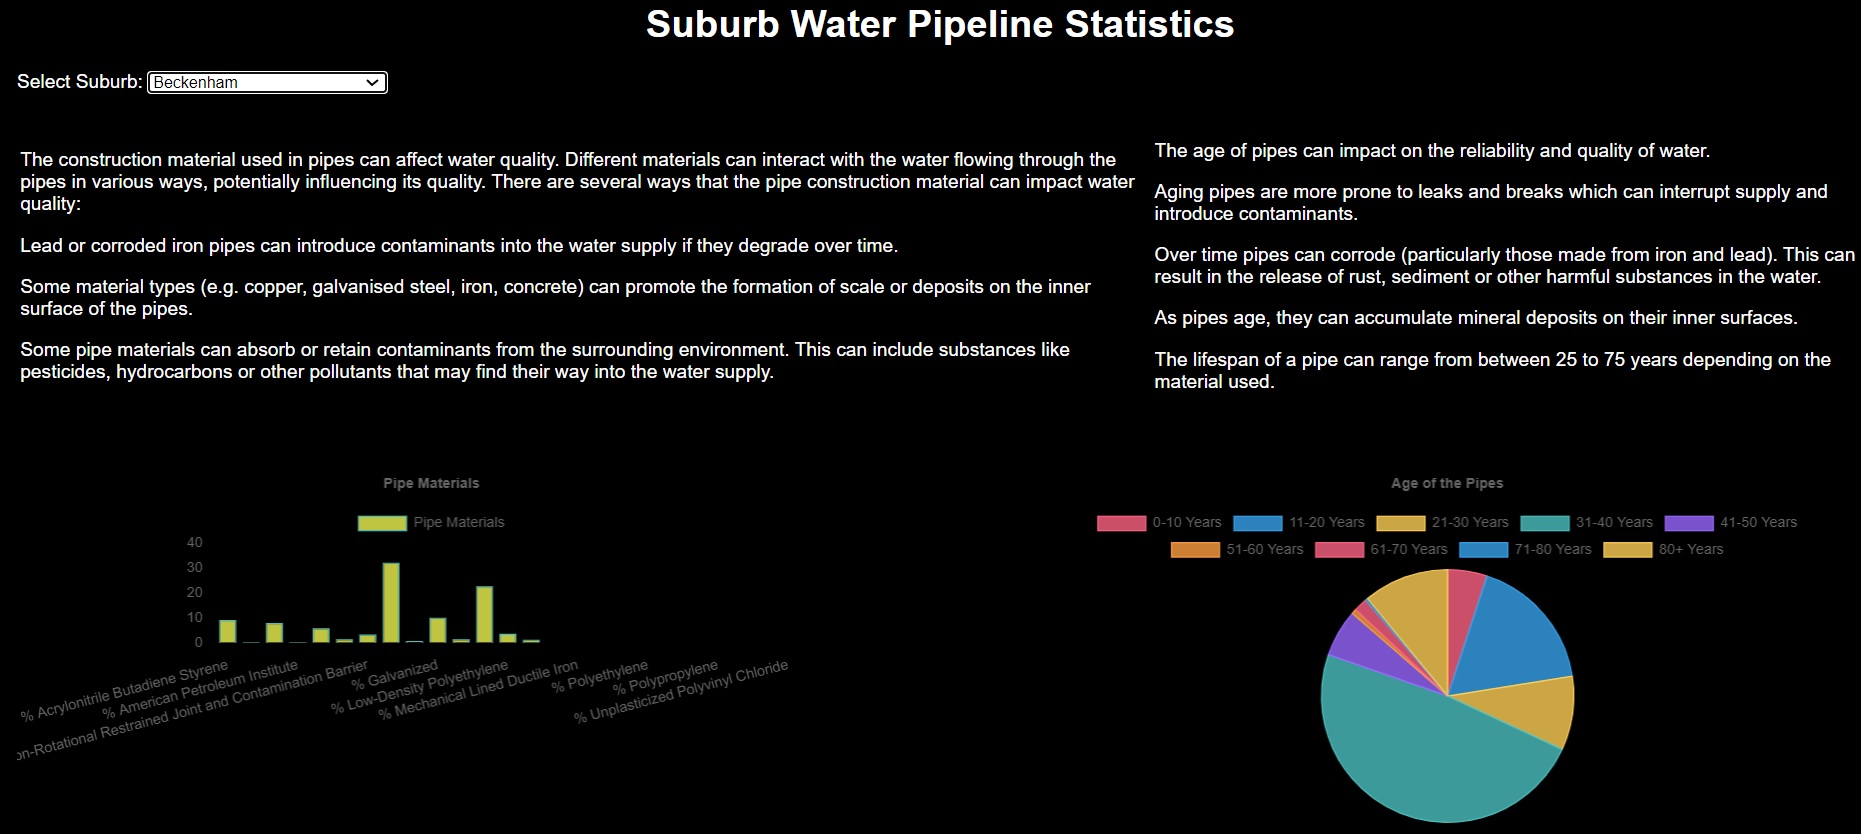 Suburb Water Pipeline Statistics
Select Suburb: Beckenham
The construction material used in pipes can affect water quality. Different materials can interact with the water flowing through the
pipes in various ways, potentially influencing its quality. There are several ways that the pipe construction material can impact water
quality:
Lead or corroded iron pipes can introduce contaminants into the water supply if they degrade over time.
Some material types (e.g. copper, galvanised steel, iron, concrete) can promote the formation of scale or deposits on the inner
surface of the pipes.
Some pipe materials can absorb or retain contaminants from the surrounding environment. This can include substances like
pesticides, hydrocarbons or other pollutants that may find their way into the water supply.
The age of pipes can impact on the reliability and quality of water.
Aging pipes are more prone to leaks and breaks which can interrupt supply and
introduce contaminants.
Over time pipes can corrode (particularly those made from iron and lead). This can
result in the release of rust, sediment or other harmful substances in the water.
As pipes age, they can accumulate mineral deposits on their inner surfaces.
The lifespan of a pipe can range from between 25 to 75 years depending on the
material used.
Pipe Materials
Pipe Materials
40
30
20
10
0
% Acrylonitrile Butadiene Styrene
% American Petroleum Institute
on-Rotational Restrained Joint and Contamination Barrier
% Galvanized
% Low-Density Polyethylene
% Mechanical Lined Ductile Iron
% Polyethylene
% Polypropylene
% Unplasticized Polyvinyl Chloride
Age of the Pipes
0-10 Years 11-20 Years 21-30 Years 31-40 Years 41-50 Years
51-60 Years 61-70 Years 71-80 Years 80+ Years